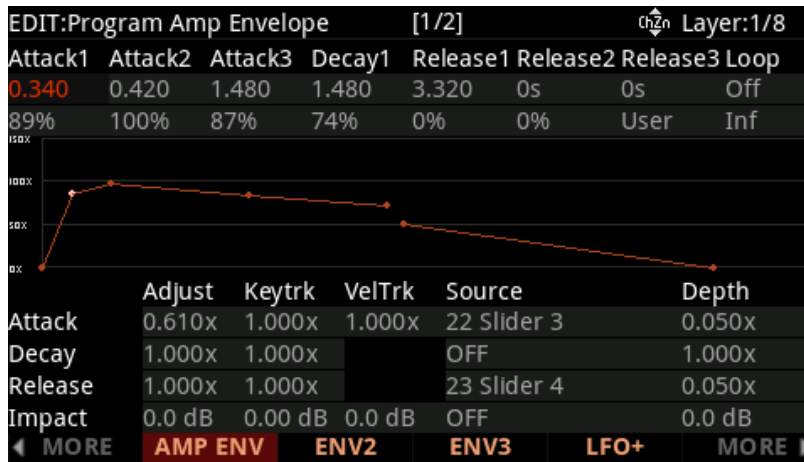 EDIT:Program Amp Envelope [1/2] ChZn Layer:1/8
Attack1 Attack2 Attack3 Decay1 Release1 Release2 Release3 Loop
0.340 0.420 1.480 1.480 3.320 0s 0s Off
89% 100% 87% 74% 0% 0% User Inf
150X
100X
50X
0X
Adjust Keytrk VelTrk Source Depth
Attack 0.610x 1.000x 1.000x 22 Slider 3 0.050x
Decay 1.000x 1.000x OFF 1.000x
Release 1.000x 1.000x 23 Slider 4 0.050x
Impact 0.0 dB 0.00 dB 0.0 dB OFF 0.0 dB
MORE AMP ENV ENV2 ENV3 LFO+ MORE